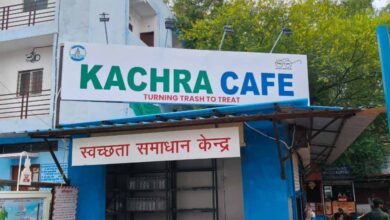 KACHRA CAFE
TURNING TRASH TO TREAT
स्वच्छता समाधान केन्द्र